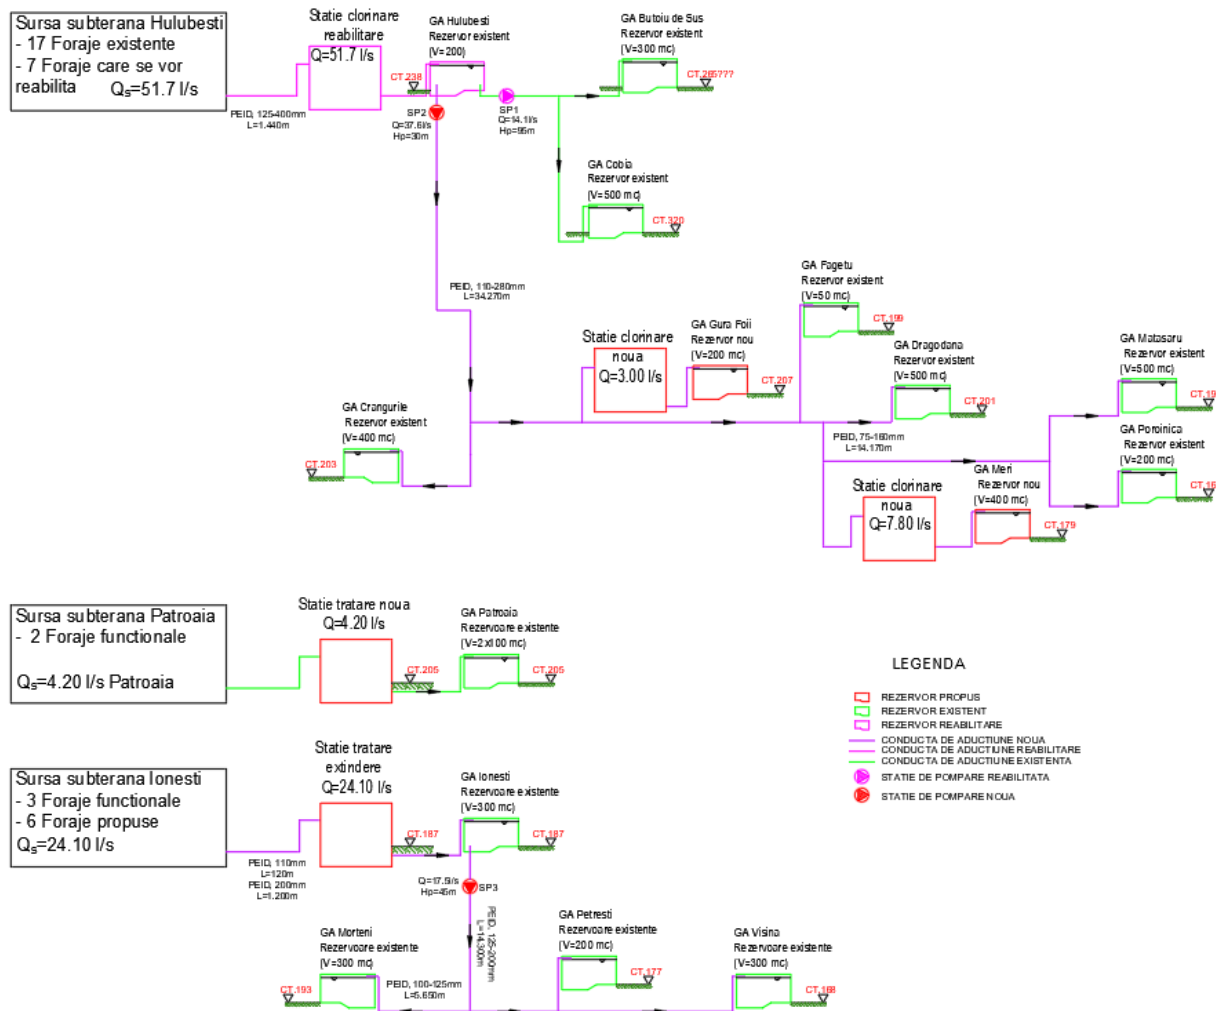 Sursa subterana Hulubesti
- 17 Foraje existente
- 7 Foraje care se vor
reabilita Qs=51.7 l/s
PEID, 125-400mm
L=1.440m
Statie clorinare
reabilitare
Q=51.7 l/s
CT.238
GA Hulubesti
Rezervor existent
(V=200)
SP2
Q=37.6l/s
Hp=30m
SP1
Q=14.1l/s
Hp=95m
GA Butoiu de Sus
Rezervor existent
(V=300 mc)
CT.265???
GA Cobia
Rezervor existent
(V=500 mc)
CT.320
PEID, 110-280mm
L=34.270m
GA Crangurile
Rezervor existent
(V=400 mc)
CT.203
Statie clorinare
noua
Q=3.00 l/s
GA Gura Foii
Rezervor nou
(V=200 mc)
CT.207
GA Fagetu
Rezervor existent
(V=50 mc)
CT.199
GA Dragodana
Rezervor existent
(V=500 mc)
CT.201
PEID, 75-160mm
L=14.170m
GA Matasaru
Rezervor existent
(V=500 mc)
CT.19
GA Poroinica
Rezervor existent
(V=200 mc)
CT.16
Statie clorinare
noua
Q=7.80 l/s
GA Meri
Rezervor nou
(V=400 mc)
CT.179
Sursa subterana Patroaia
- 2 Foraje functionale
Qs=4.20 l/s Patroaia
Statie tratare noua
Q=4.20 l/s
CT.205
GA Patroaia
Rezervoare existente
(V=2x100 mc)
CT.205
Sursa subterana Ionesti
- 3 Foraje functionale
- 6 Foraje propuse
Qs=24.10 l/s
PEID, 110mm
L=120m
PEID, 200mm
L=1.200m
Statie tratare
extindere
Q=24.10 l/s
CT.187
GA Ionesti
Rezervoare existente
(V=300 mc)
CT.187
Q=17.5l/s
Hp=45m
SP3
PEID, 125-200mm
L=14.300m
GA Morteni
Rezervoare existente
(V=300 mc)
CT.193
PEID, 100-125mm
L=5.650m
GA Petresti
Rezervoare existente
(V=200 mc)
CT.177
GA Visina
Rezervoare existente
(V=300 mc)
CT.168
LEGENDA
REZERVOR PROPUS
REZERVOR EXISTENT
REZERVOR REABILITARE
CONDUCTA DE ADUCTIUNE NOUA
CONDUCTA DE ADUCTIUNE REABILITARE
CONDUCTA DE ADUCTIUNE EXISTENTA
STATIE DE POMPARE REABILITATA
STATIE DE POMPARE NOUA